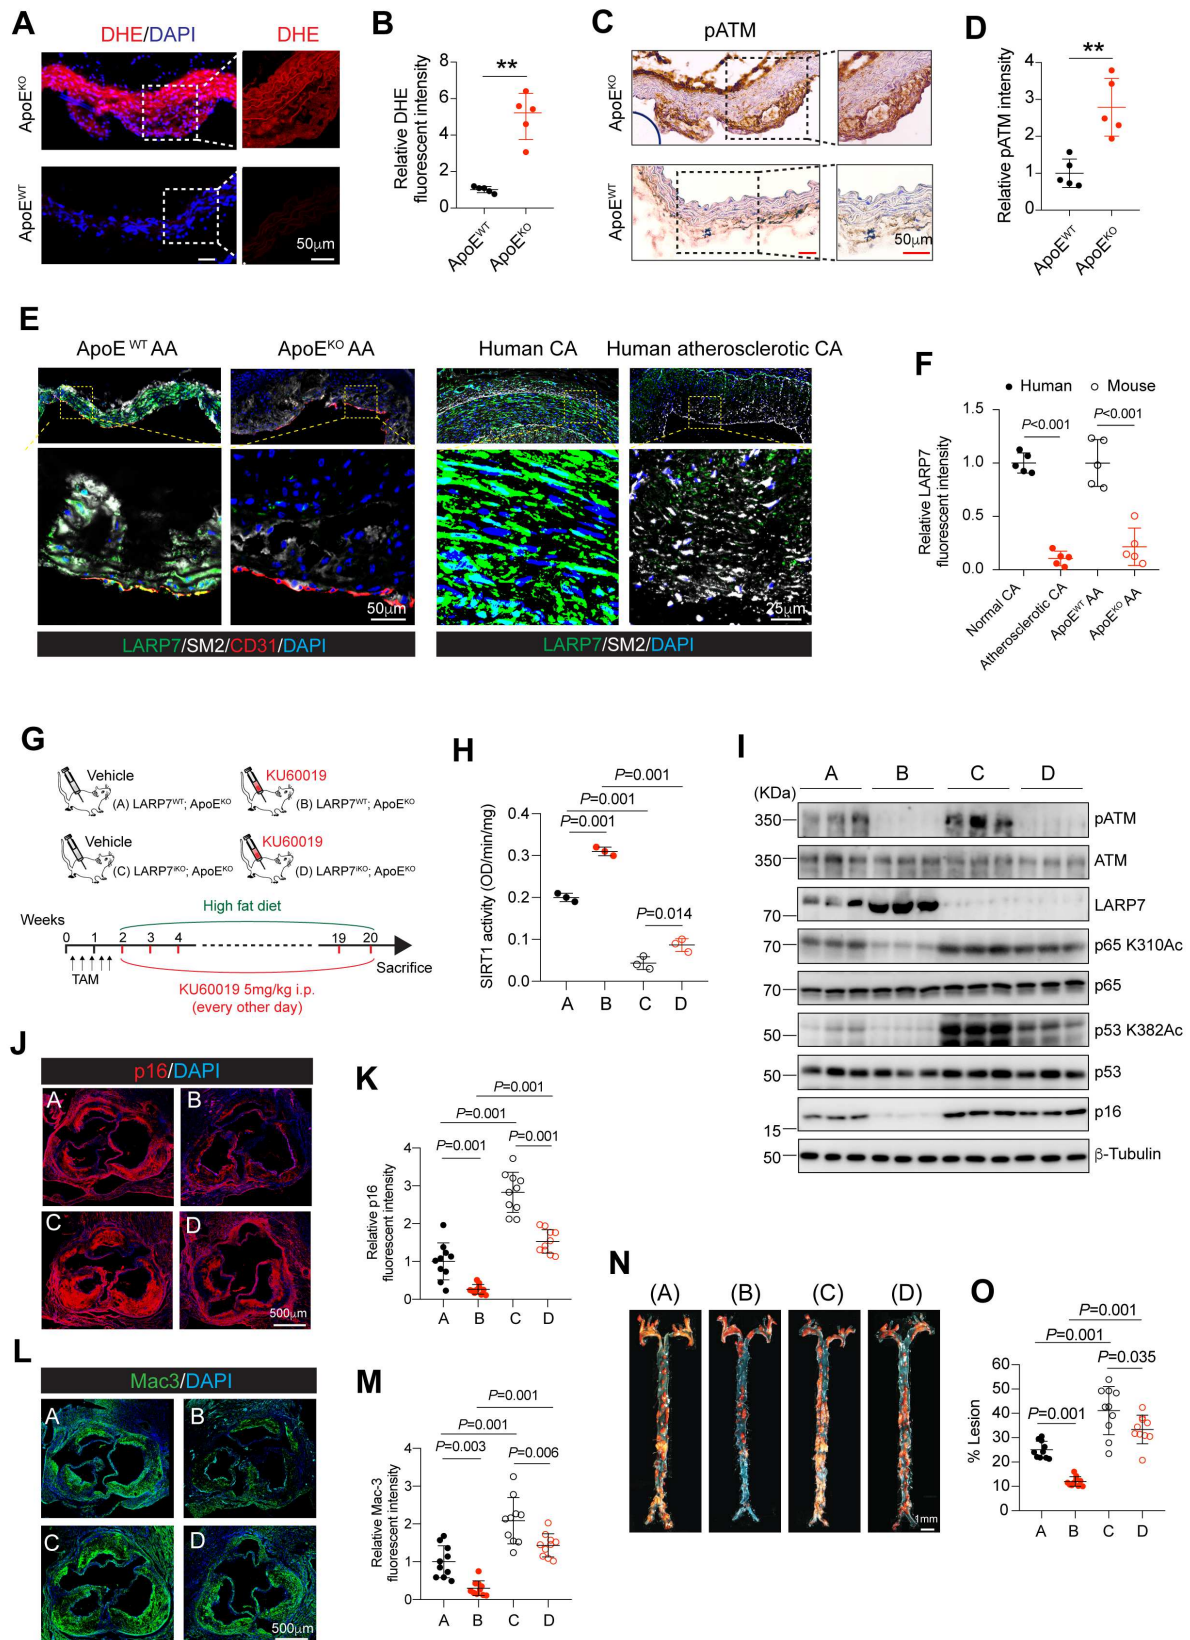 A
DHE/DAPI
DHE
ApoEKO
ApoEWT
50μm
B
Relative DHE
fluorescent intensity
**
8
6
4
2
0
ApoEWT
ApoEKO
C
pATM
ApoEKO
ApoEWT
50μm
D
Relative pATM intensity
**
4
3
2
1
0
ApoEWT
ApoEKO
E
ApoE WT AA
ApoEKO AA
Human CA
Human atherosclerotic CA
50μm
25μm
LARP7/SM2/CD31/DAPI
LARP7/SM2/DAPI
F
Human
Mouse
Relative LARP7
fluorescent intensity
1.5
1.0
0.5
0.0
P<0.001
P<0.001
Normal CA
Atherosclerotic CA
ApoEWT AA
ApoEKO AA
G
Vehicle
(A) LARP7WT; ApoEKO
KU60019
(B) LARP7WT; ApoEKO
Vehicle
(C) LARP7iKO; ApoEKO
KU60019
(D) LARP7iKO; ApoEKO
High fat diet
Weeks
0 1 2 3 4 19 20
TAM
Sacrifice
KU60019 5mg/kg i.p.
(every other day)
H
SIRT1 activity (OD/min/mg)
0.4
0.3
0.2
0.1
0.0
P=0.001
P=0.001
P=0.001
P=0.014
A B C D
I
A B C D
(KDa)
350 pATM
350 ATM
70 LARP7
70 p65 K310Ac
70 p65
50 p53 K382Ac
50 p53
15 p16
50 β-Tubulin
J
p16/DAPI
A B
C D
500μm
K
Relative p16
fluorescent intensity
4
3
2
1
0
P=0.001
P=0.001
P=0.001
P=0.001
A B C D
L
Mac3/DAPI
A B
C D
500μm
M
Relative Mac-3
fluorescent intensity
4
3
2
1
0
P=0.001
P=0.001
P=0.003
P=0.006
A B C D
N
(A) (B) (C) (D)
1mm
O
% Lesion
60
50
40
30
20
10
0
P=0.001
P=0.001
P=0.035
P=0.001
A B C D